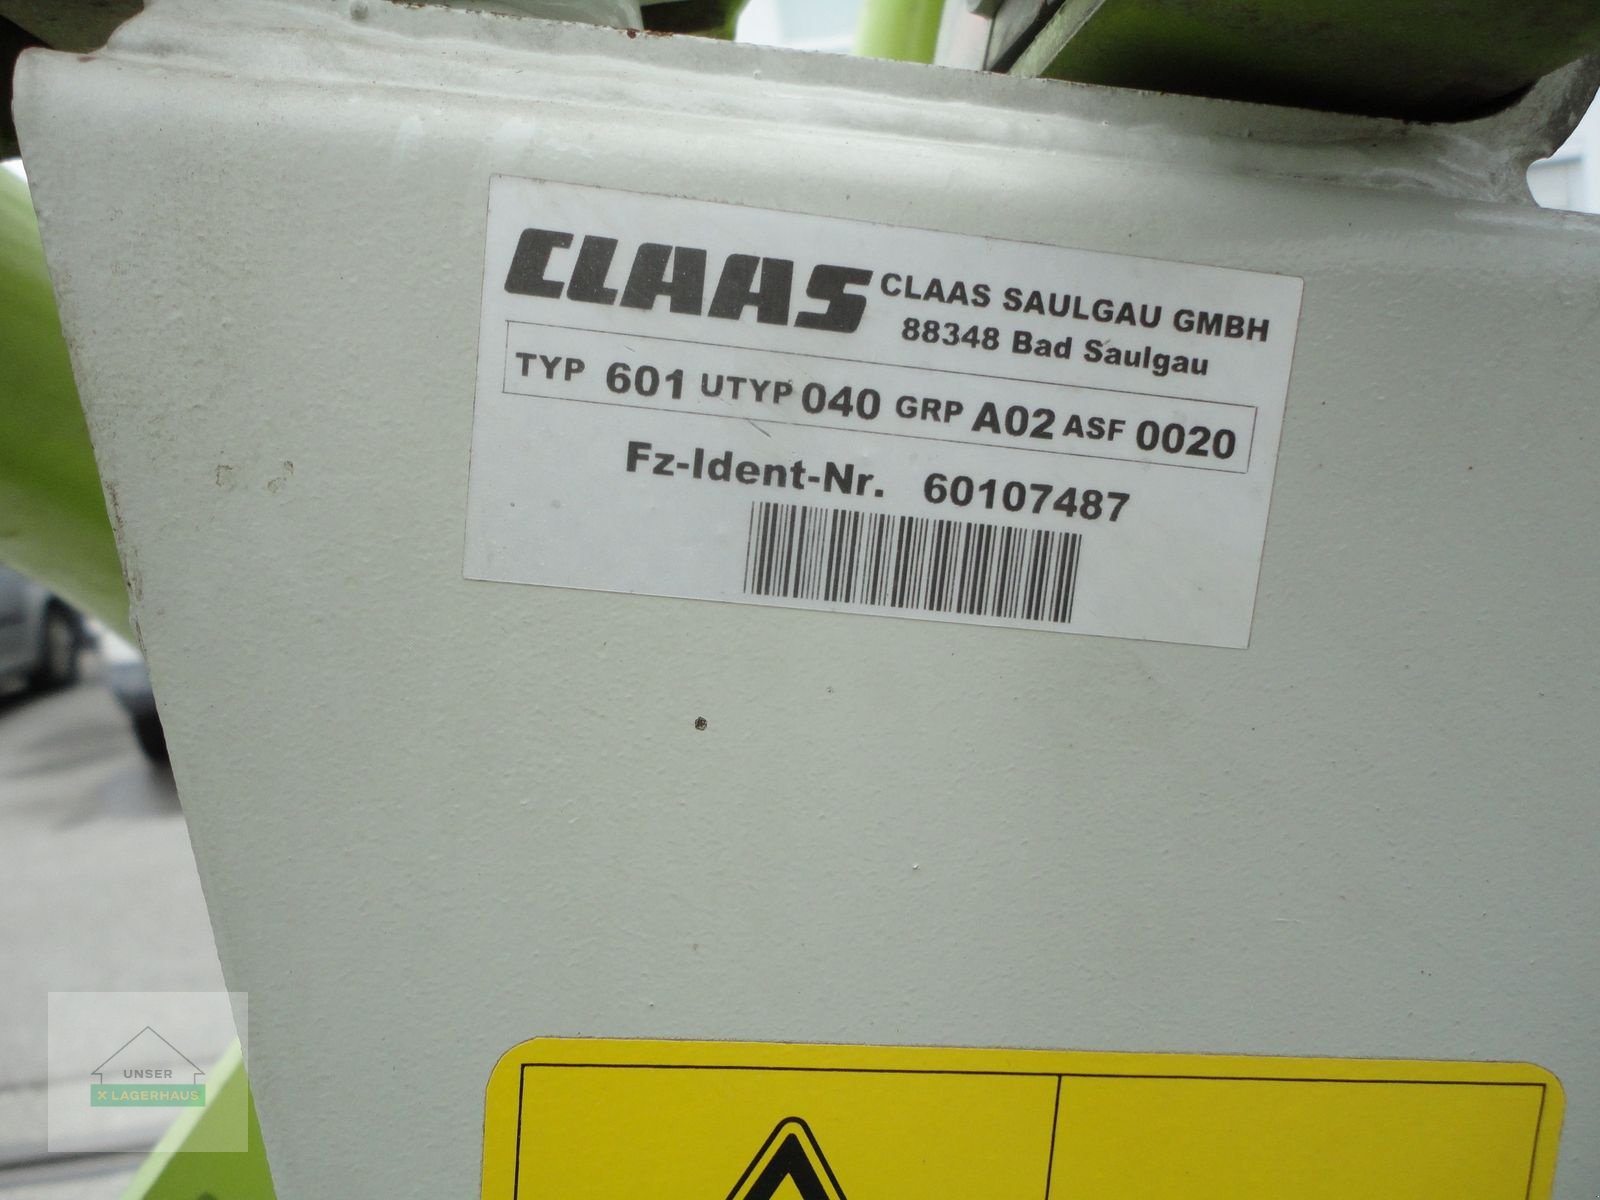 CLAAS CLAAS SAULGAU GMBH
88348 Bad Saulgau
TYP 601 UTYP 040 GRP A02 ASF 0020
Fz-Ident-Nr. 60107487
UNSER
X LAGERHAUS